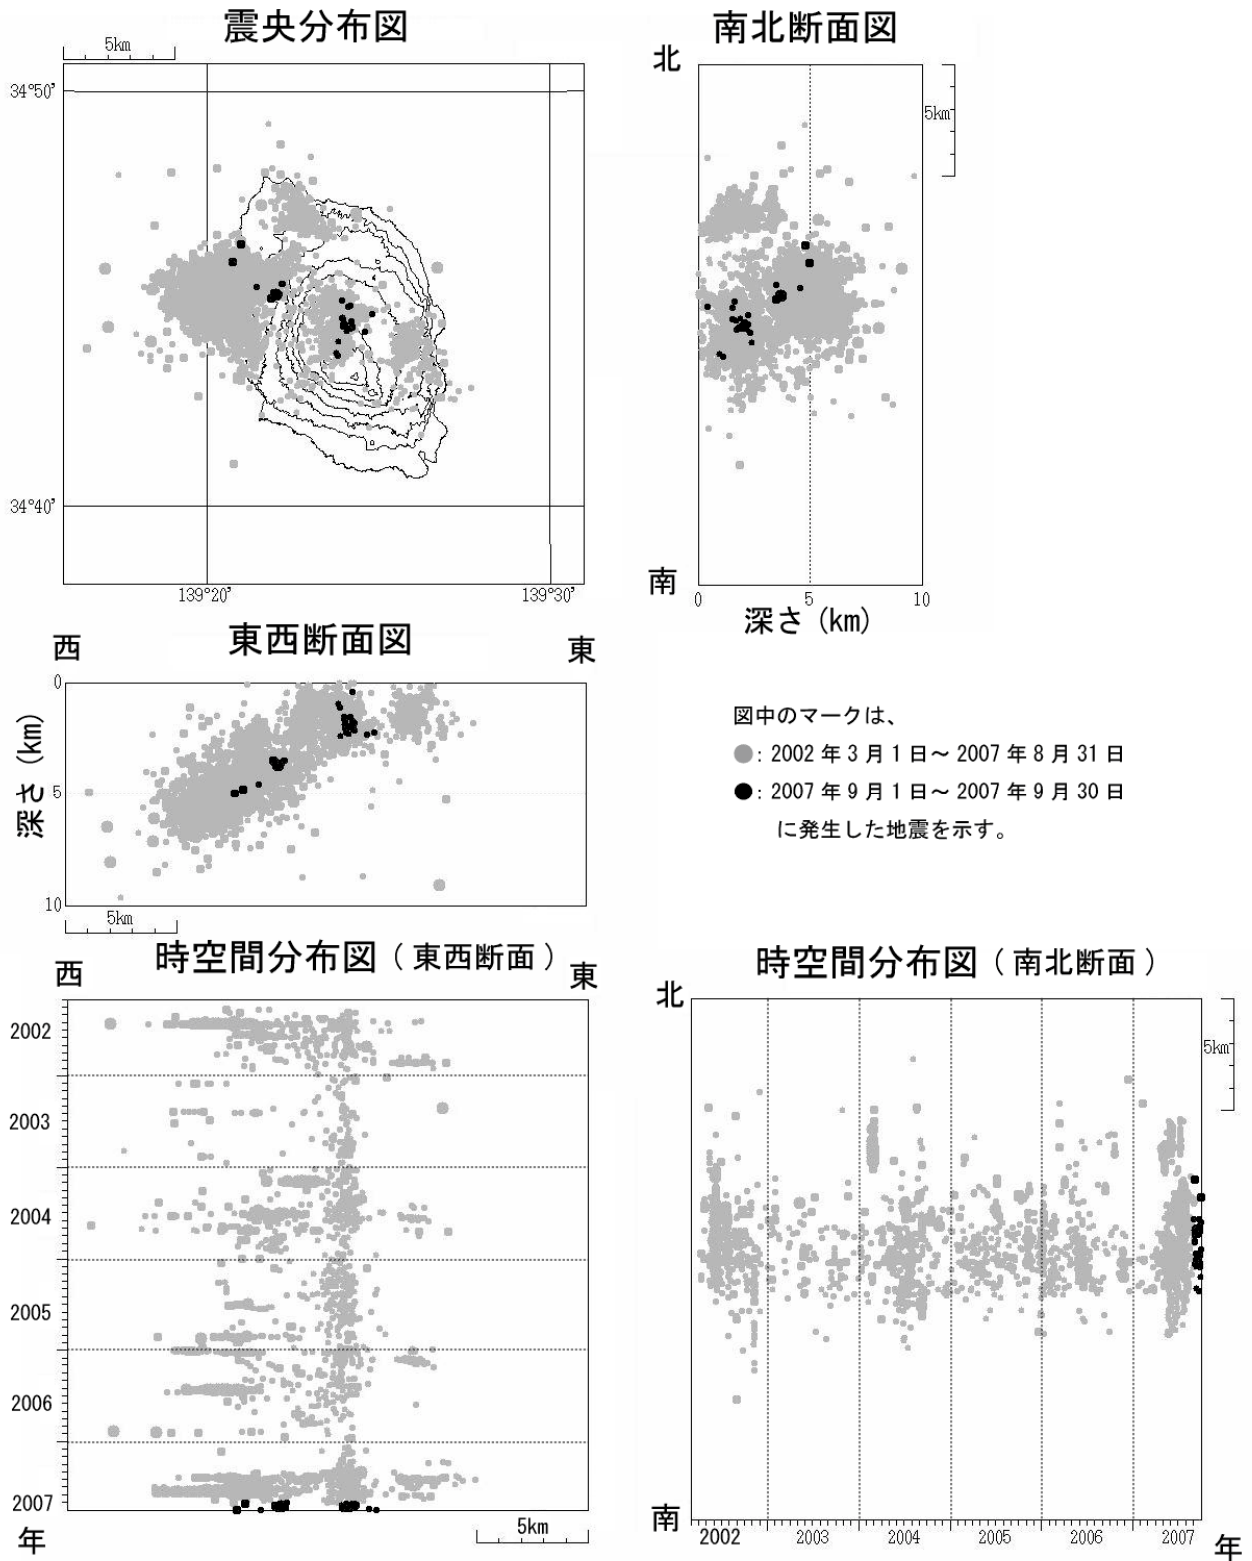 震央分布図
5km
34°50’
34°40’
139°20’
139°30’
南北断面図
北
5km
南
0
5
10
深さ (km)
東西断面図
西
東
0
5
10
深さ (km)
5km
図中のマークは、
●: 2002 年 3 月 1 日～ 2007 年 8 月 31 日
●: 2007 年 9 月 1 日～ 2007 年 9 月 30 日
に発生した地震を示す。
時空間分布図 ( 東西断面 )
西
東
2002
2003
2004
2005
2006
2007
年
5km
時空間分布図 ( 南北断面 )
北
5km
南
2002
2003
2004
2005
2006
2007
年